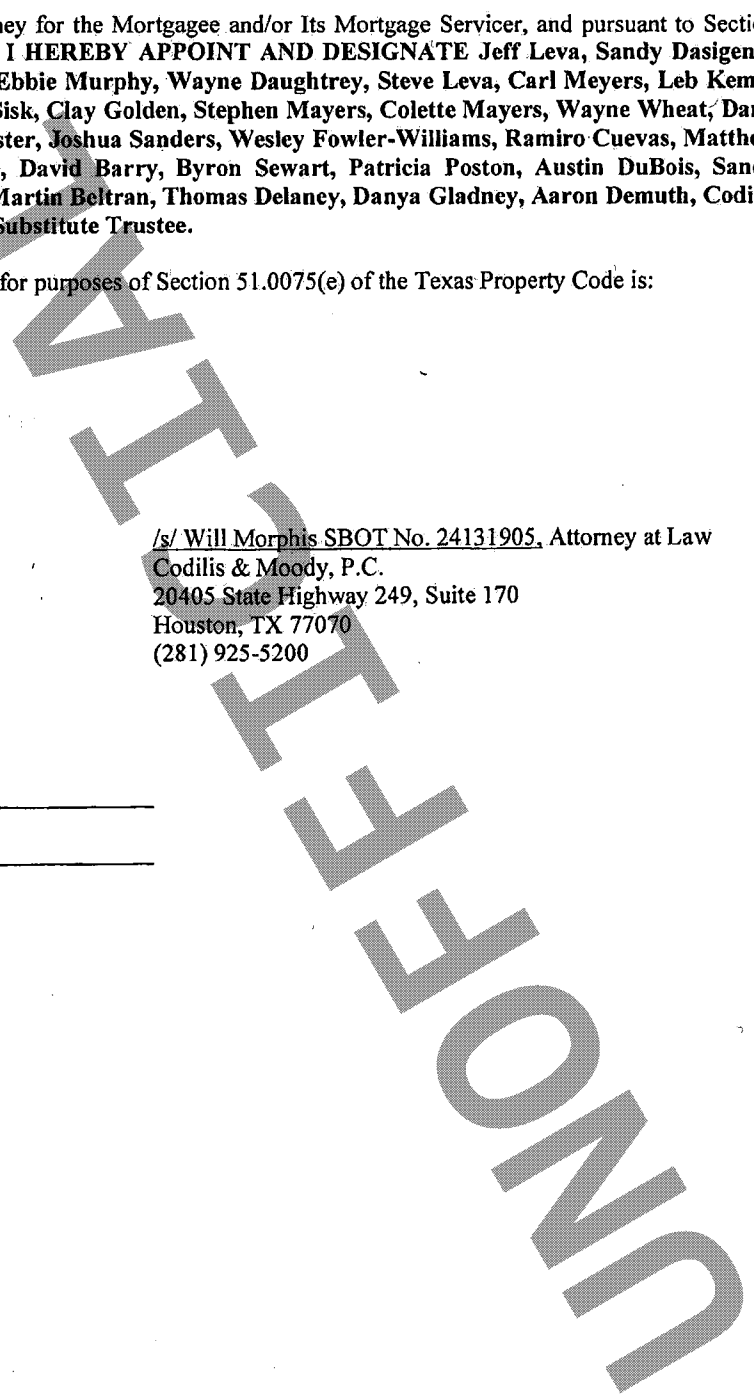 ney for the Mortgagee and/or Its Mortgage Servicer, and pursuant to Secti
I HEREBY APPOINT AND DESIGNATE Jeff Leva, Sandy Dasigen
Ebbie Murphy, Wayne Daughtrey, Steve Leva, Carl Meyers, Leb Kem
Sisk, Clay Golden, Stephen Mayers, Colette Mayers, Wayne Wheat, Dan
ster, Joshua Sanders, Wesley Fowler-Williams, Ramiro Cuevas, Matthe
, David Barry, Byron Sewart, Patricia Poston, Austin DuBois, San
Martin Beltran, Thomas Delaney, Danya Gladney, Aaron Demuth, Codi
Substitute Trustee.
for purposes of Section 51.0075(e) of the Texas Property Code is:
/s/ Will Morphis SBOT No. 24131905, Attorney at Law
Codilis & Moody, P.C.
20405 State Highway 249, Suite 170
Houston, TX 77070
(281) 925-5200
UNOFFICIAL